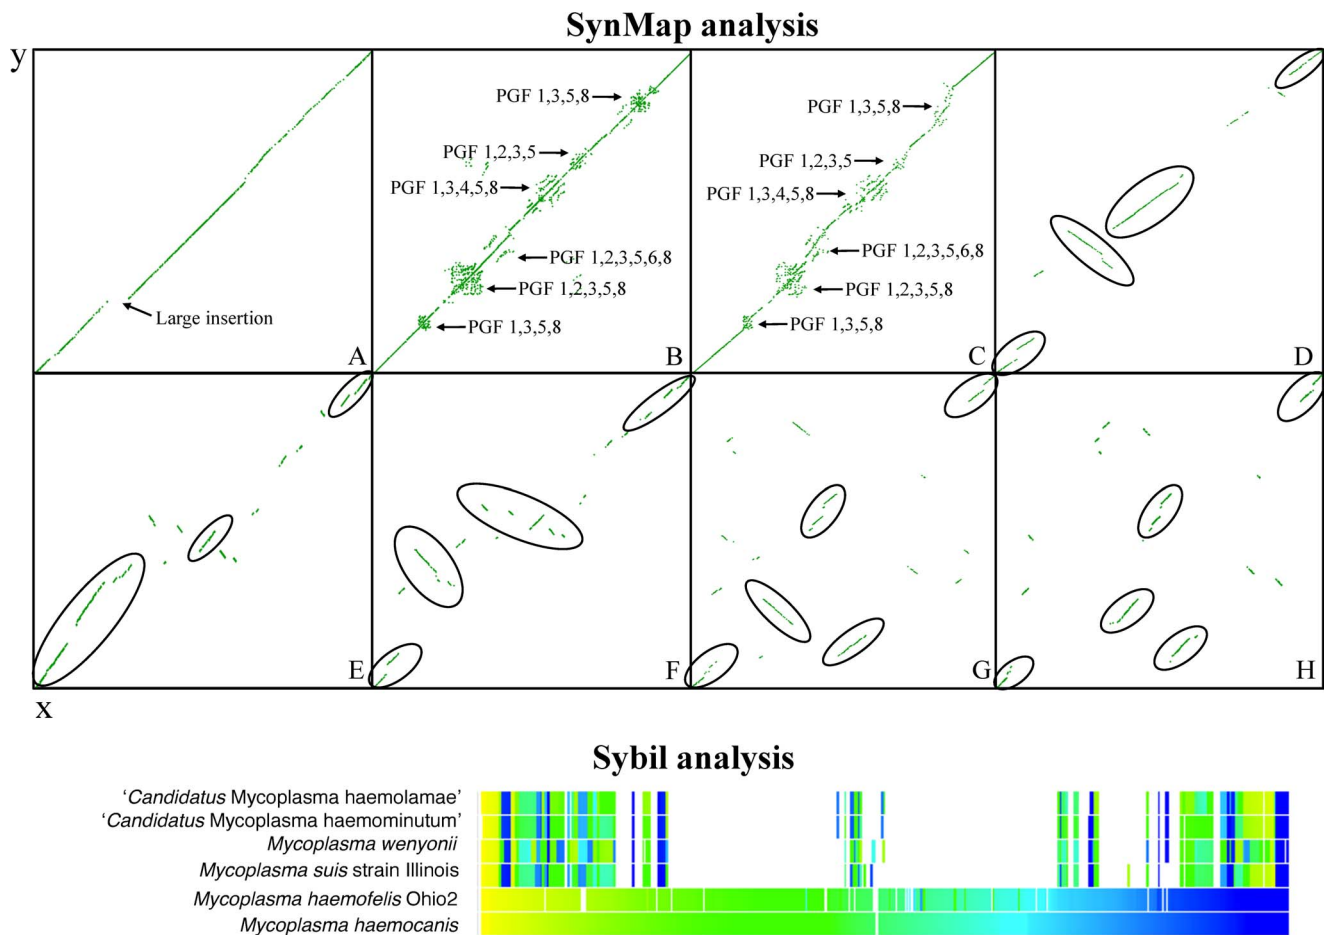 SynMap analysis
y
Large insertion
A
PGF 1,3,5,8
PGF 1,2,3,5
PGF 1,3,4,5,8
PGF 1,2,3,5,6,8
PGF 1,2,3,5,8
PGF 1,3,5,8
B
PGF 1,3,5,8
PGF 1,2,3,5
PGF 1,3,4,5,8
PGF 1,2,3,5,6,8
PGF 1,2,3,5,8
PGF 1,3,5,8
C
D
E
F
G
H
x
Sybil analysis
‘Candidatus Mycoplasma haemolamae’
‘Candidatus Mycoplasma haemominutum’
Mycoplasma wenyonii
Mycoplasma suis strain Illinois
Mycoplasma haemofelis Ohio2
Mycoplasma haemocanis